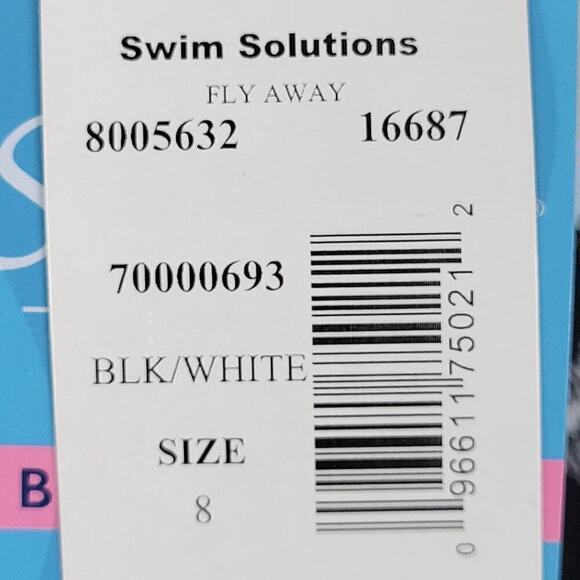 Swim Solutions
FLY AWAY
8005632 16687
70000693
BLK/WHITE
SIZE
8
0 96611 75021 2
B
®